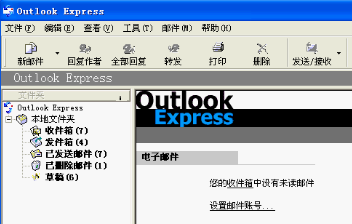 Outlook Express
文件(F) 编辑(E) 查看(V) 工具(T) 邮件(M) 帮助(H)
新邮件 回复作者 全部回复 转发 打印 删除 发送/接收
Outlook Express
文件夹
Outlook Express
本地文件夹
收件箱 (7)
发件箱 (2)
已发送邮件 (7)
已删除邮件 (1)
草稿 (6)
Outlook
Express
电子邮件
您的收件箱中没有未读邮件
设置邮件账号...